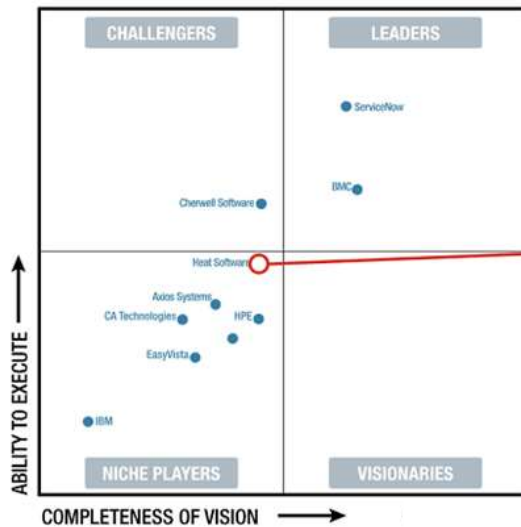 CHALLENGERS
LEADERS
ServiceNow
BMC
Cherwell Software
Heat Software
Axios Systems
CA Technologies
HPE
EasyVista
IBM
NICHE PLAYERS
VISIONARIES
ABILITY TO EXECUTE
COMPLETENESS OF VISION